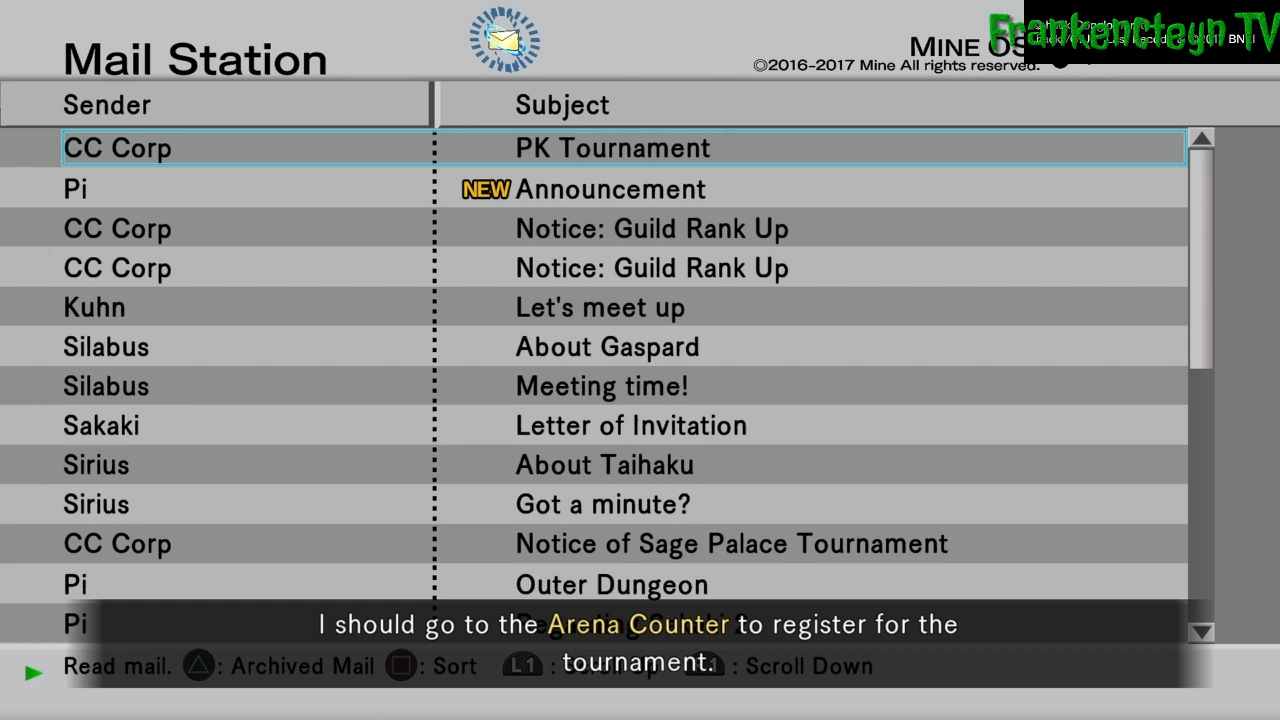 Mail Station
MINE OS
©2016-2017 Mine All rights reserved.
Frankencteyn TV
Sender Subject
CC Corp PK Tournament
Pi NEW Announcement
CC Corp Notice: Guild Rank Up
CC Corp Notice: Guild Rank Up
Kuhn Let's meet up
Silabus About Gaspard
Silabus Meeting time!
Sakaki Letter of Invitation
Sirius About Taihaku
Sirius Got a minute?
CC Corp Notice of Sage Palace Tournament
Pi Outer Dungeon
Pi
I should go to the Arena Counter to register for the
tournament.
Read mail. : Archived Mail : Sort L1 : Scroll Up : Scroll Down